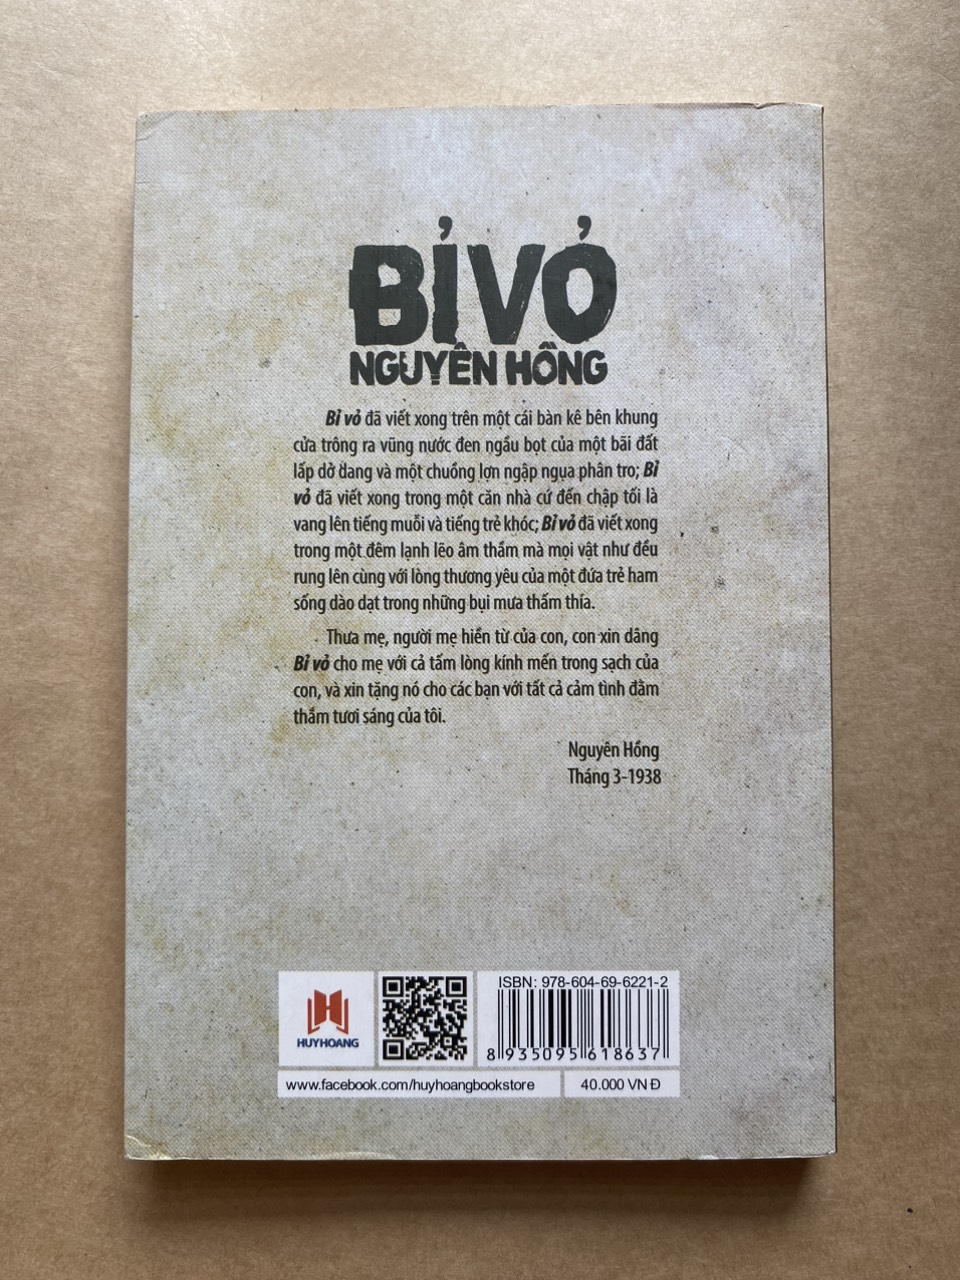 BỈ VỎ
NGUYÊN HỒNG
Bỉ vỏ đã viết xong trên một cái bàn kê bên khung
cửa trông ra vũng nước đen ngầu bọt của một bãi đất
lấp dở dang và một chuồng lợn ngập ngụa phân tro; Bỉ
vỏ đã viết xong trong một căn nhà cứ đến chập tối là
vang lên tiếng muỗi và tiếng trẻ khóc; Bỉ vỏ đã viết xong
trong một đêm lạnh lẽo âm thầm mà mọi vật như đều
rung lên cùng với lòng thương yêu của một đứa trẻ ham
sống dào dạt trong những bụi mưa thấm thía.
Thưa mẹ, người mẹ hiền từ của con, con xin dâng
Bỉ vỏ cho mẹ với cả tấm lòng kính mến trong sạch của
con, và xin tặng nó cho các bạn với tất cả cảm tình đằm
thắm tươi sáng của tôi.
Nguyên Hồng
Tháng 3-1938
HUYHOANG
ISBN: 978-604-69-6221-2
8 935095 618637
www.facebook.com/huyhoangbookstore
40.000 VN Đ